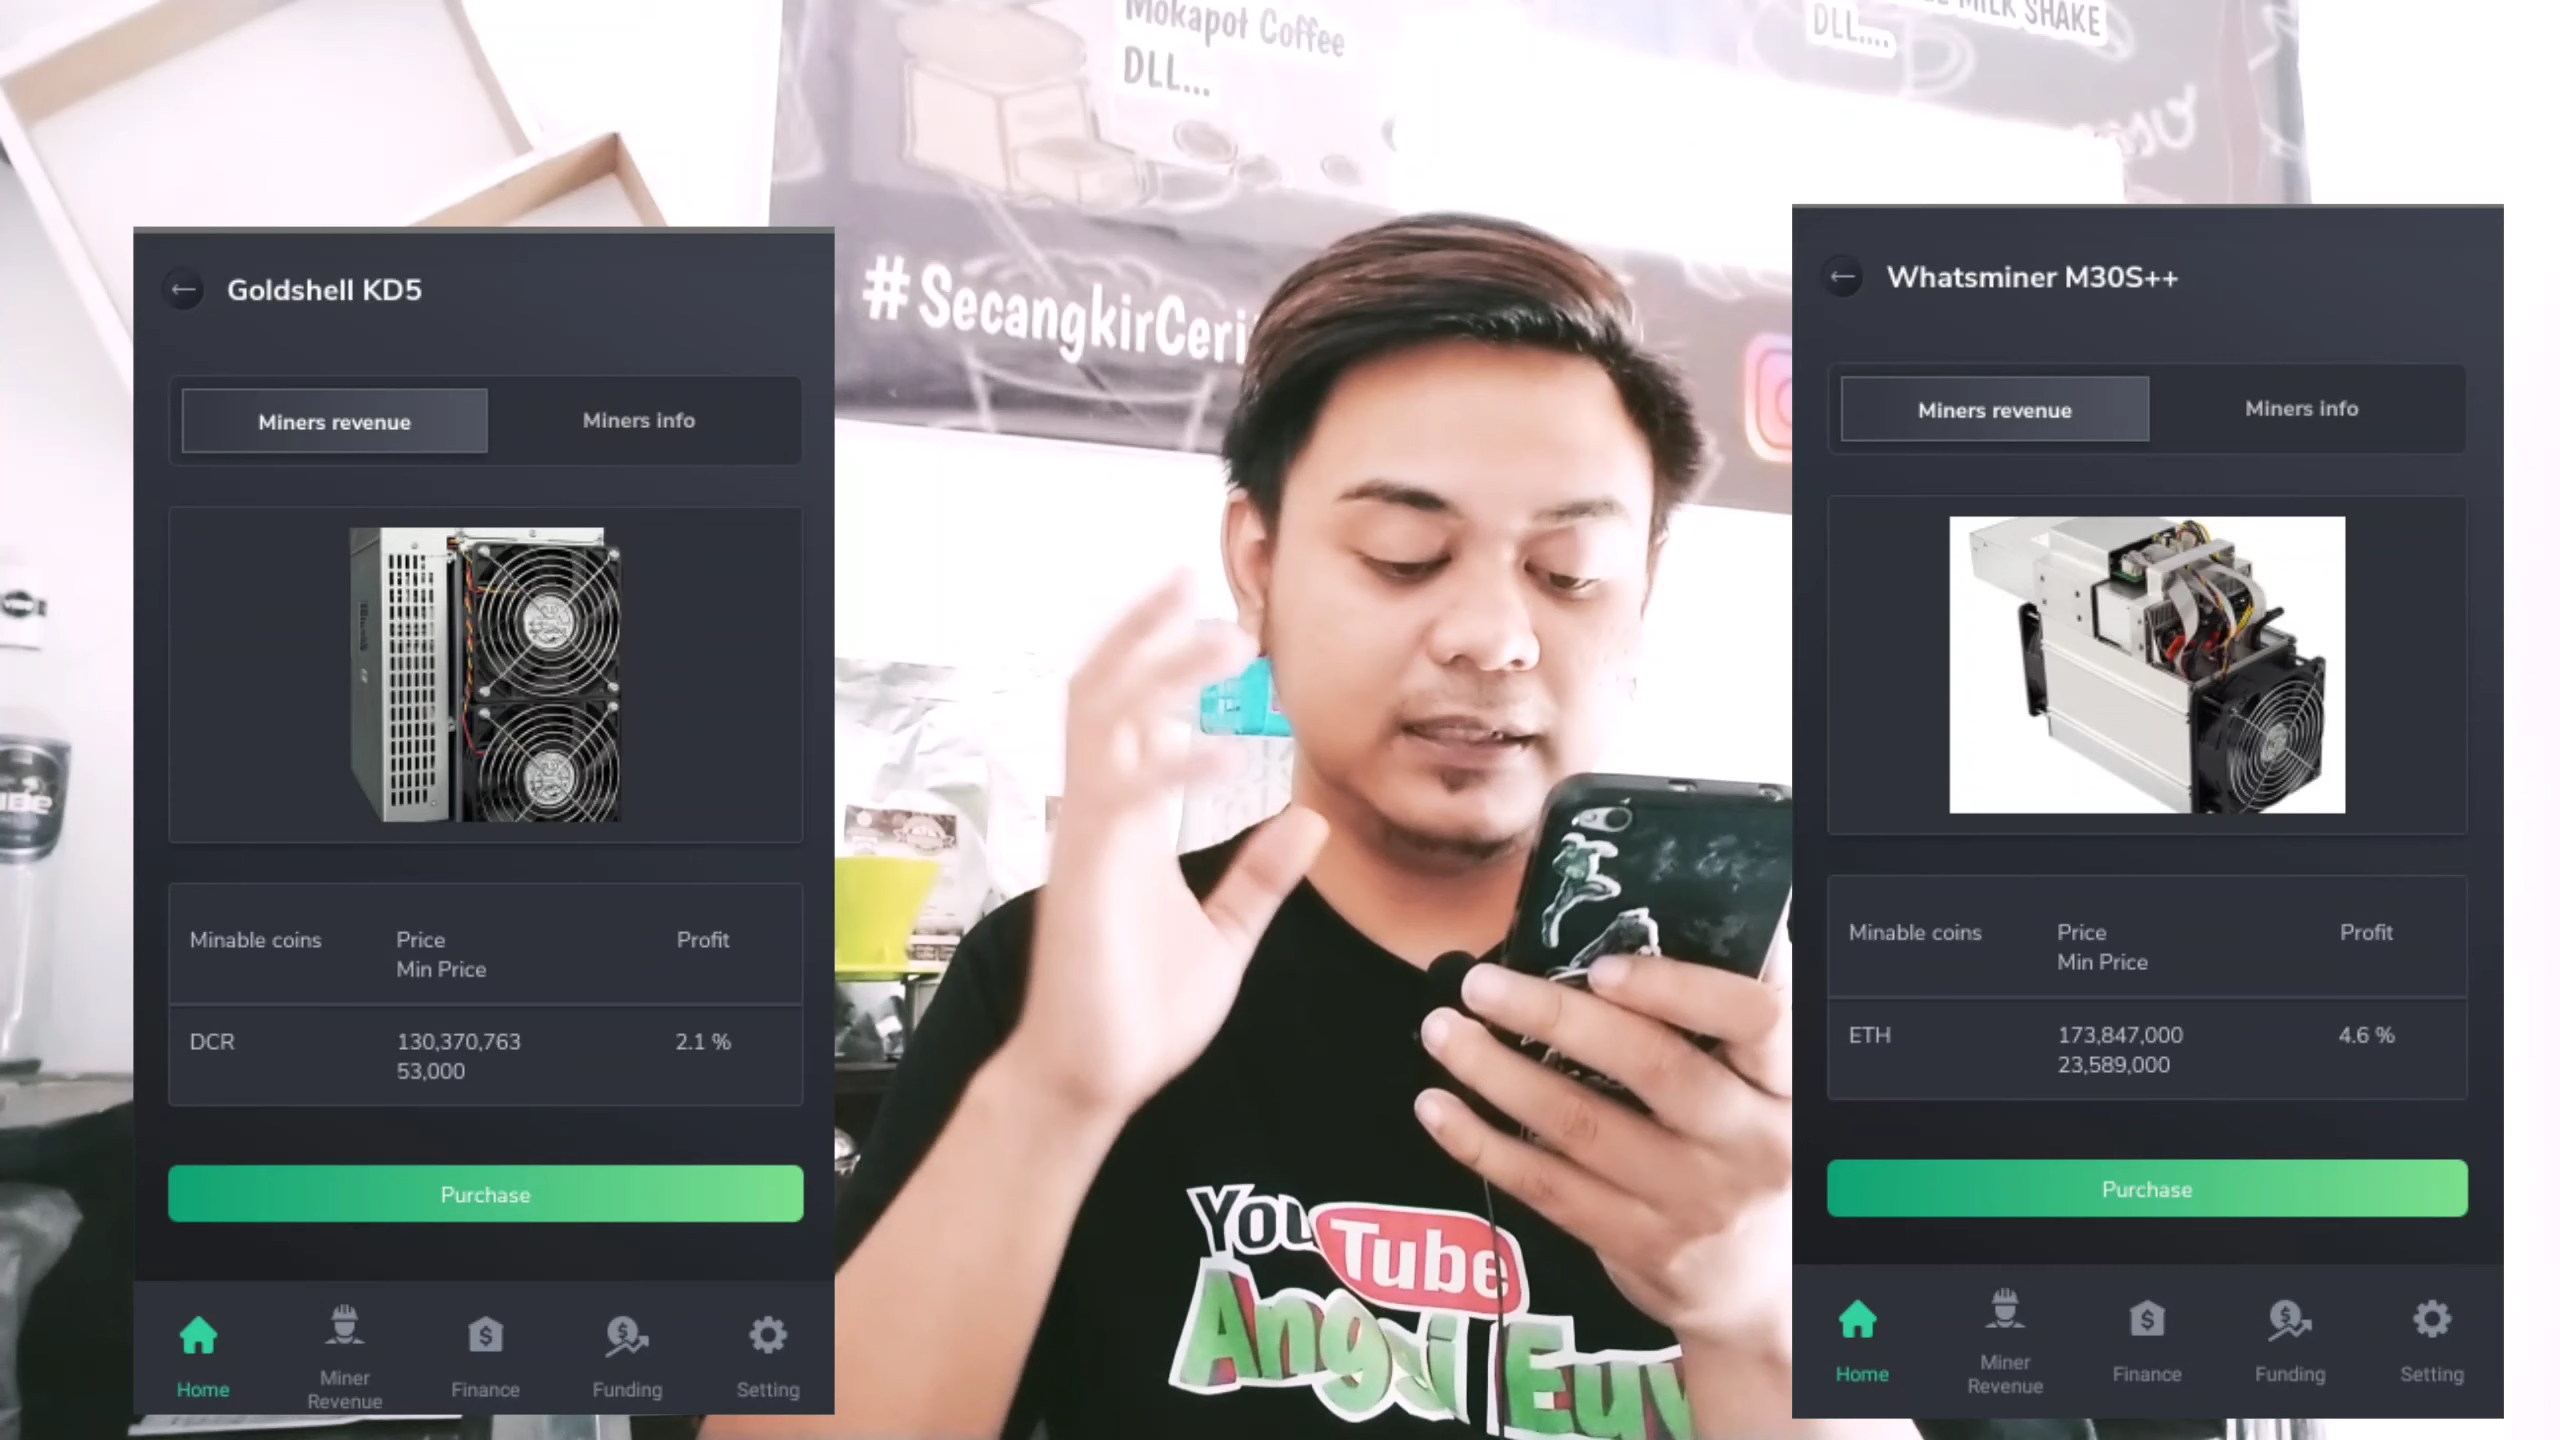 Mokapot Coffee
DLL...
MILK SHAKE
DLL....
#SecangkirCeri
Goldshell KD5
Miners revenue
Miners info
Minable coins
Price
Profit
Min Price
DCR
130,370,763
2.1 %
53,000
Purchase
Home
Miner
Revenue
Finance
Funding
Setting
Whatsminer M30S++
Miners revenue
Miners info
Minable coins
Price
Profit
Min Price
ETH
173,847,000
4.6 %
23,589,000
Purchase
Home
Miner
Revenue
Finance
Funding
Setting
YouTube